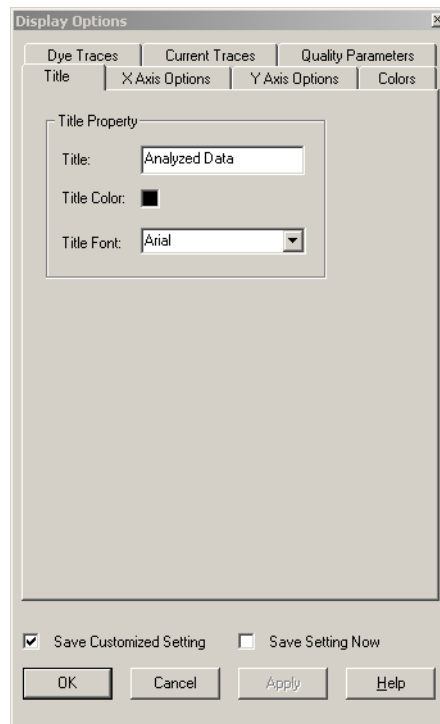 Display Options
Dye Traces Current Traces Quality Parameters
Title X Axis Options Y Axis Options Colors
Title Property
Title: Analyzed Data
Title Color:
Title Font: Arial
Save Customized Setting Save Setting Now
OK Cancel Apply Help